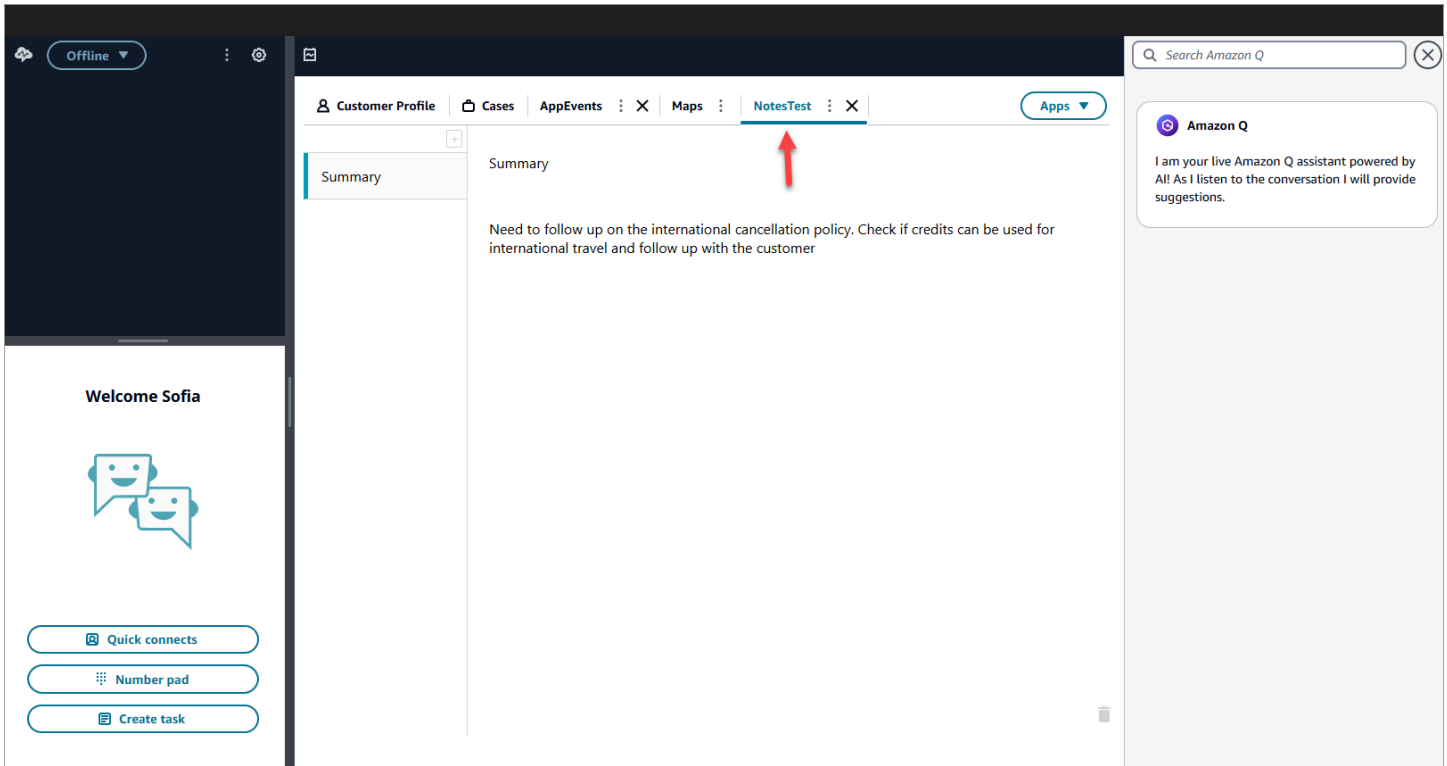 Offline
Search Amazon Q
Customer Profile
Cases
AppEvents
Maps
NotesTest
Apps
Summary
Summary
Need to follow up on the international cancellation policy. Check if credits can be used for
international travel and follow up with the customer
Amazon Q
I am your live Amazon Q assistant powered by
AI! As I listen to the conversation I will provide
suggestions.
Welcome Sofia
Quick connects
Number pad
Create task